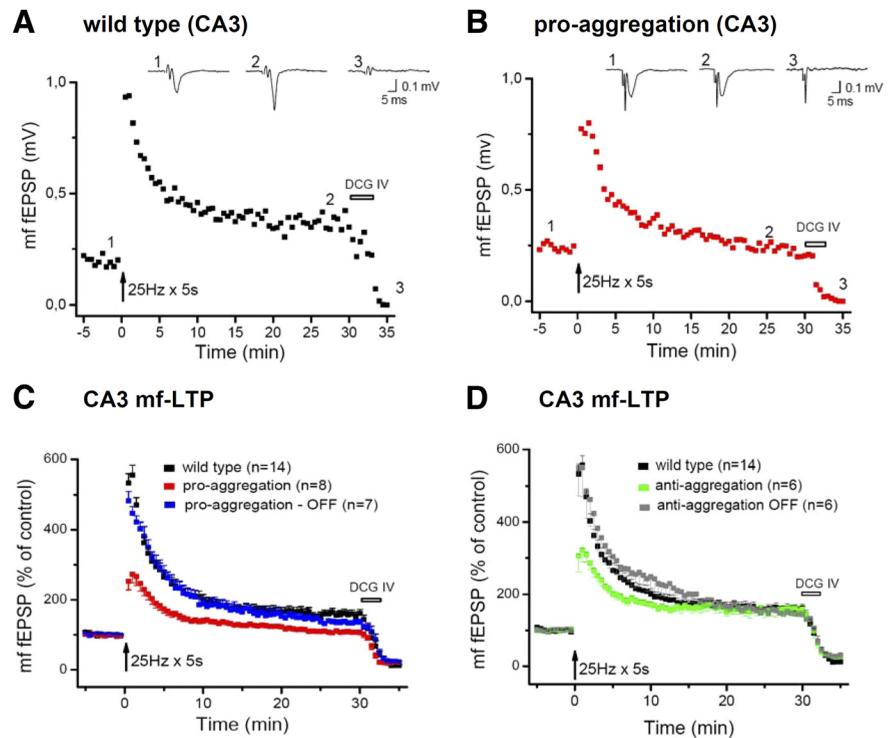 A wild type (CA3)
1 2 3
0.1 mV
5 ms
mf fEPSP (mV)
1,0
0,5
0,0
1
2
DCG IV
3
25Hz x 5s
-5 0 5 10 15 20 25 30 35
Time (min)
B pro-aggregation (CA3)
1 2 3
0.1 mV
5 ms
mf fEPSP (mv)
1,0
0,5
0,0
1
2
DCG IV
3
25Hz x 5s
-5 0 5 10 15 20 25 30 35
Time (min)
C CA3 mf-LTP
mf fEPSP (% of control)
600
400
200
0
wild type (n=14)
pro-aggregation (n=8)
pro-aggregation - OFF (n=7)
DCG IV
25Hz x 5s
0 10 20 30
Time (min)
D CA3 mf-LTP
mf fEPSP (% of control)
600
400
200
0
wild type (n=14)
anti-aggregation (n=6)
anti-aggregation OFF (n=6)
DCG IV
25Hz x 5s
0 10 20 30
Time (min)